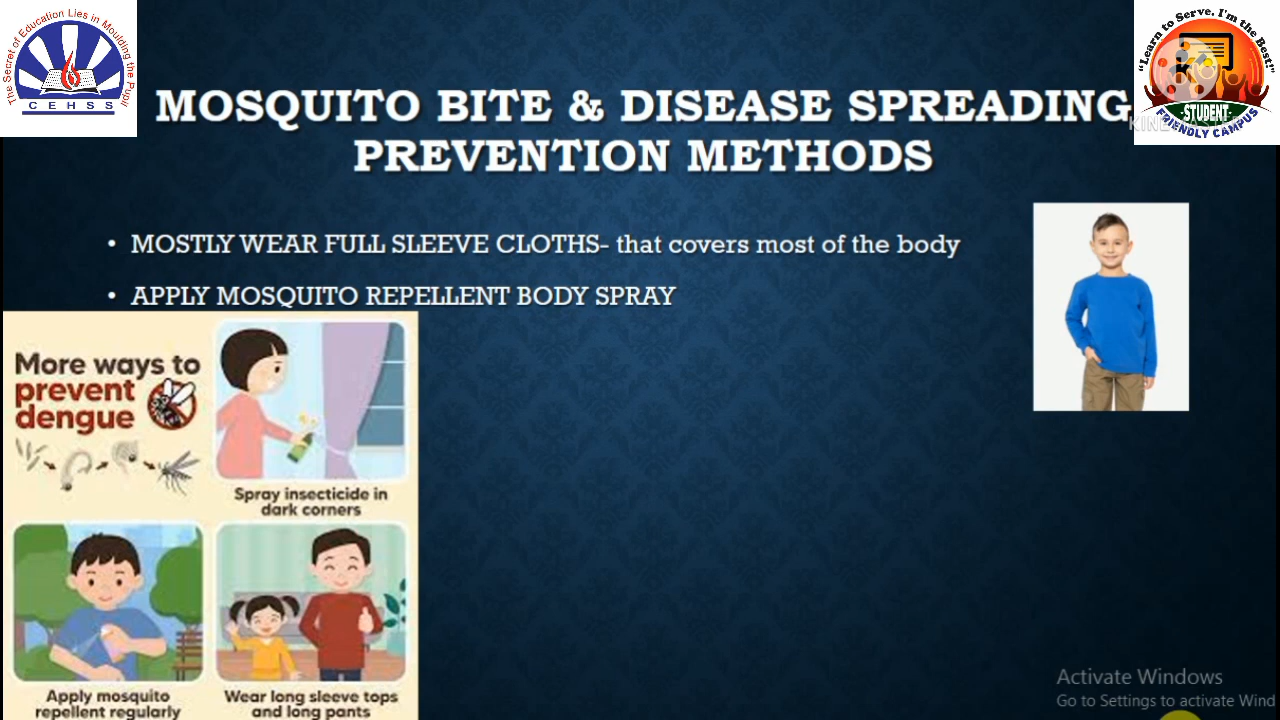 The Secret of Education Lies in Moulding the Pupil
CEHSS
"Learn to Serve, I'm the Best!"
STUDENT
FRIENDLY CAMPUS
MOSQUITO BITE & DISEASE SPREADING
PREVENTION METHODS
• MOSTLY WEAR FULL SLEEVE CLOTHS- that covers most of the body
• APPLY MOSQUITO REPELLENT BODY SPRAY
More ways to
prevent
dengue
Spray insecticide in
dark corners
Apply mosquito
repellent regularly
Wear long sleeve tops
and long pants
Activate Windows
Go to Settings to activate Wind